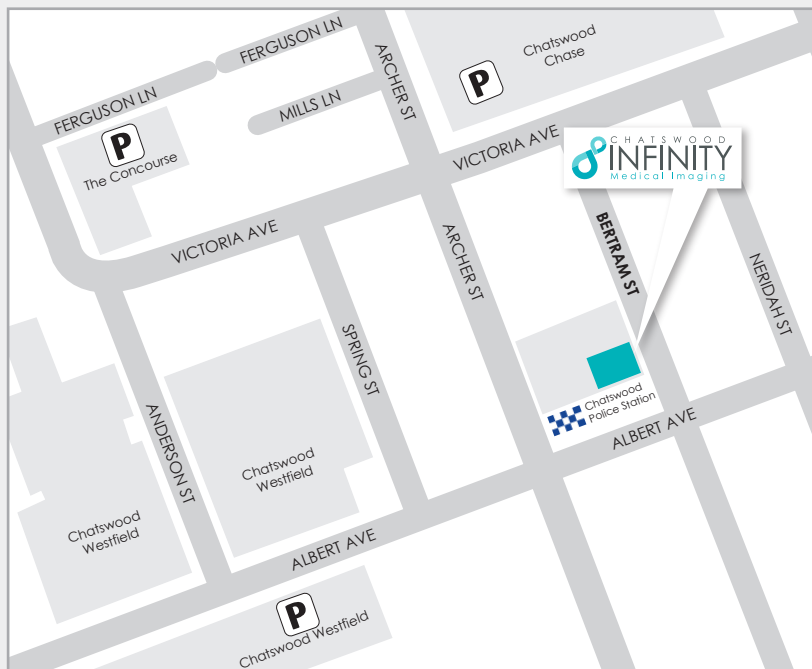 FERGUSON LN
FERGUSON LN
MILLS LN
ARCHER ST
Chatswood
Chase
P
P
The Concourse
VICTORIA AVE
CHATSWOOD
INFINITY
Medical Imaging
VICTORIA AVE
ARCHER ST
BERTRAM ST
NERIDAH ST
SPRING ST
ANDERSON ST
Chatswood
Police Station
ALBERT AVE
Chatswood
Westfield
Chatswood
Westfield
ALBERT AVE
P
Chatswood Westfield